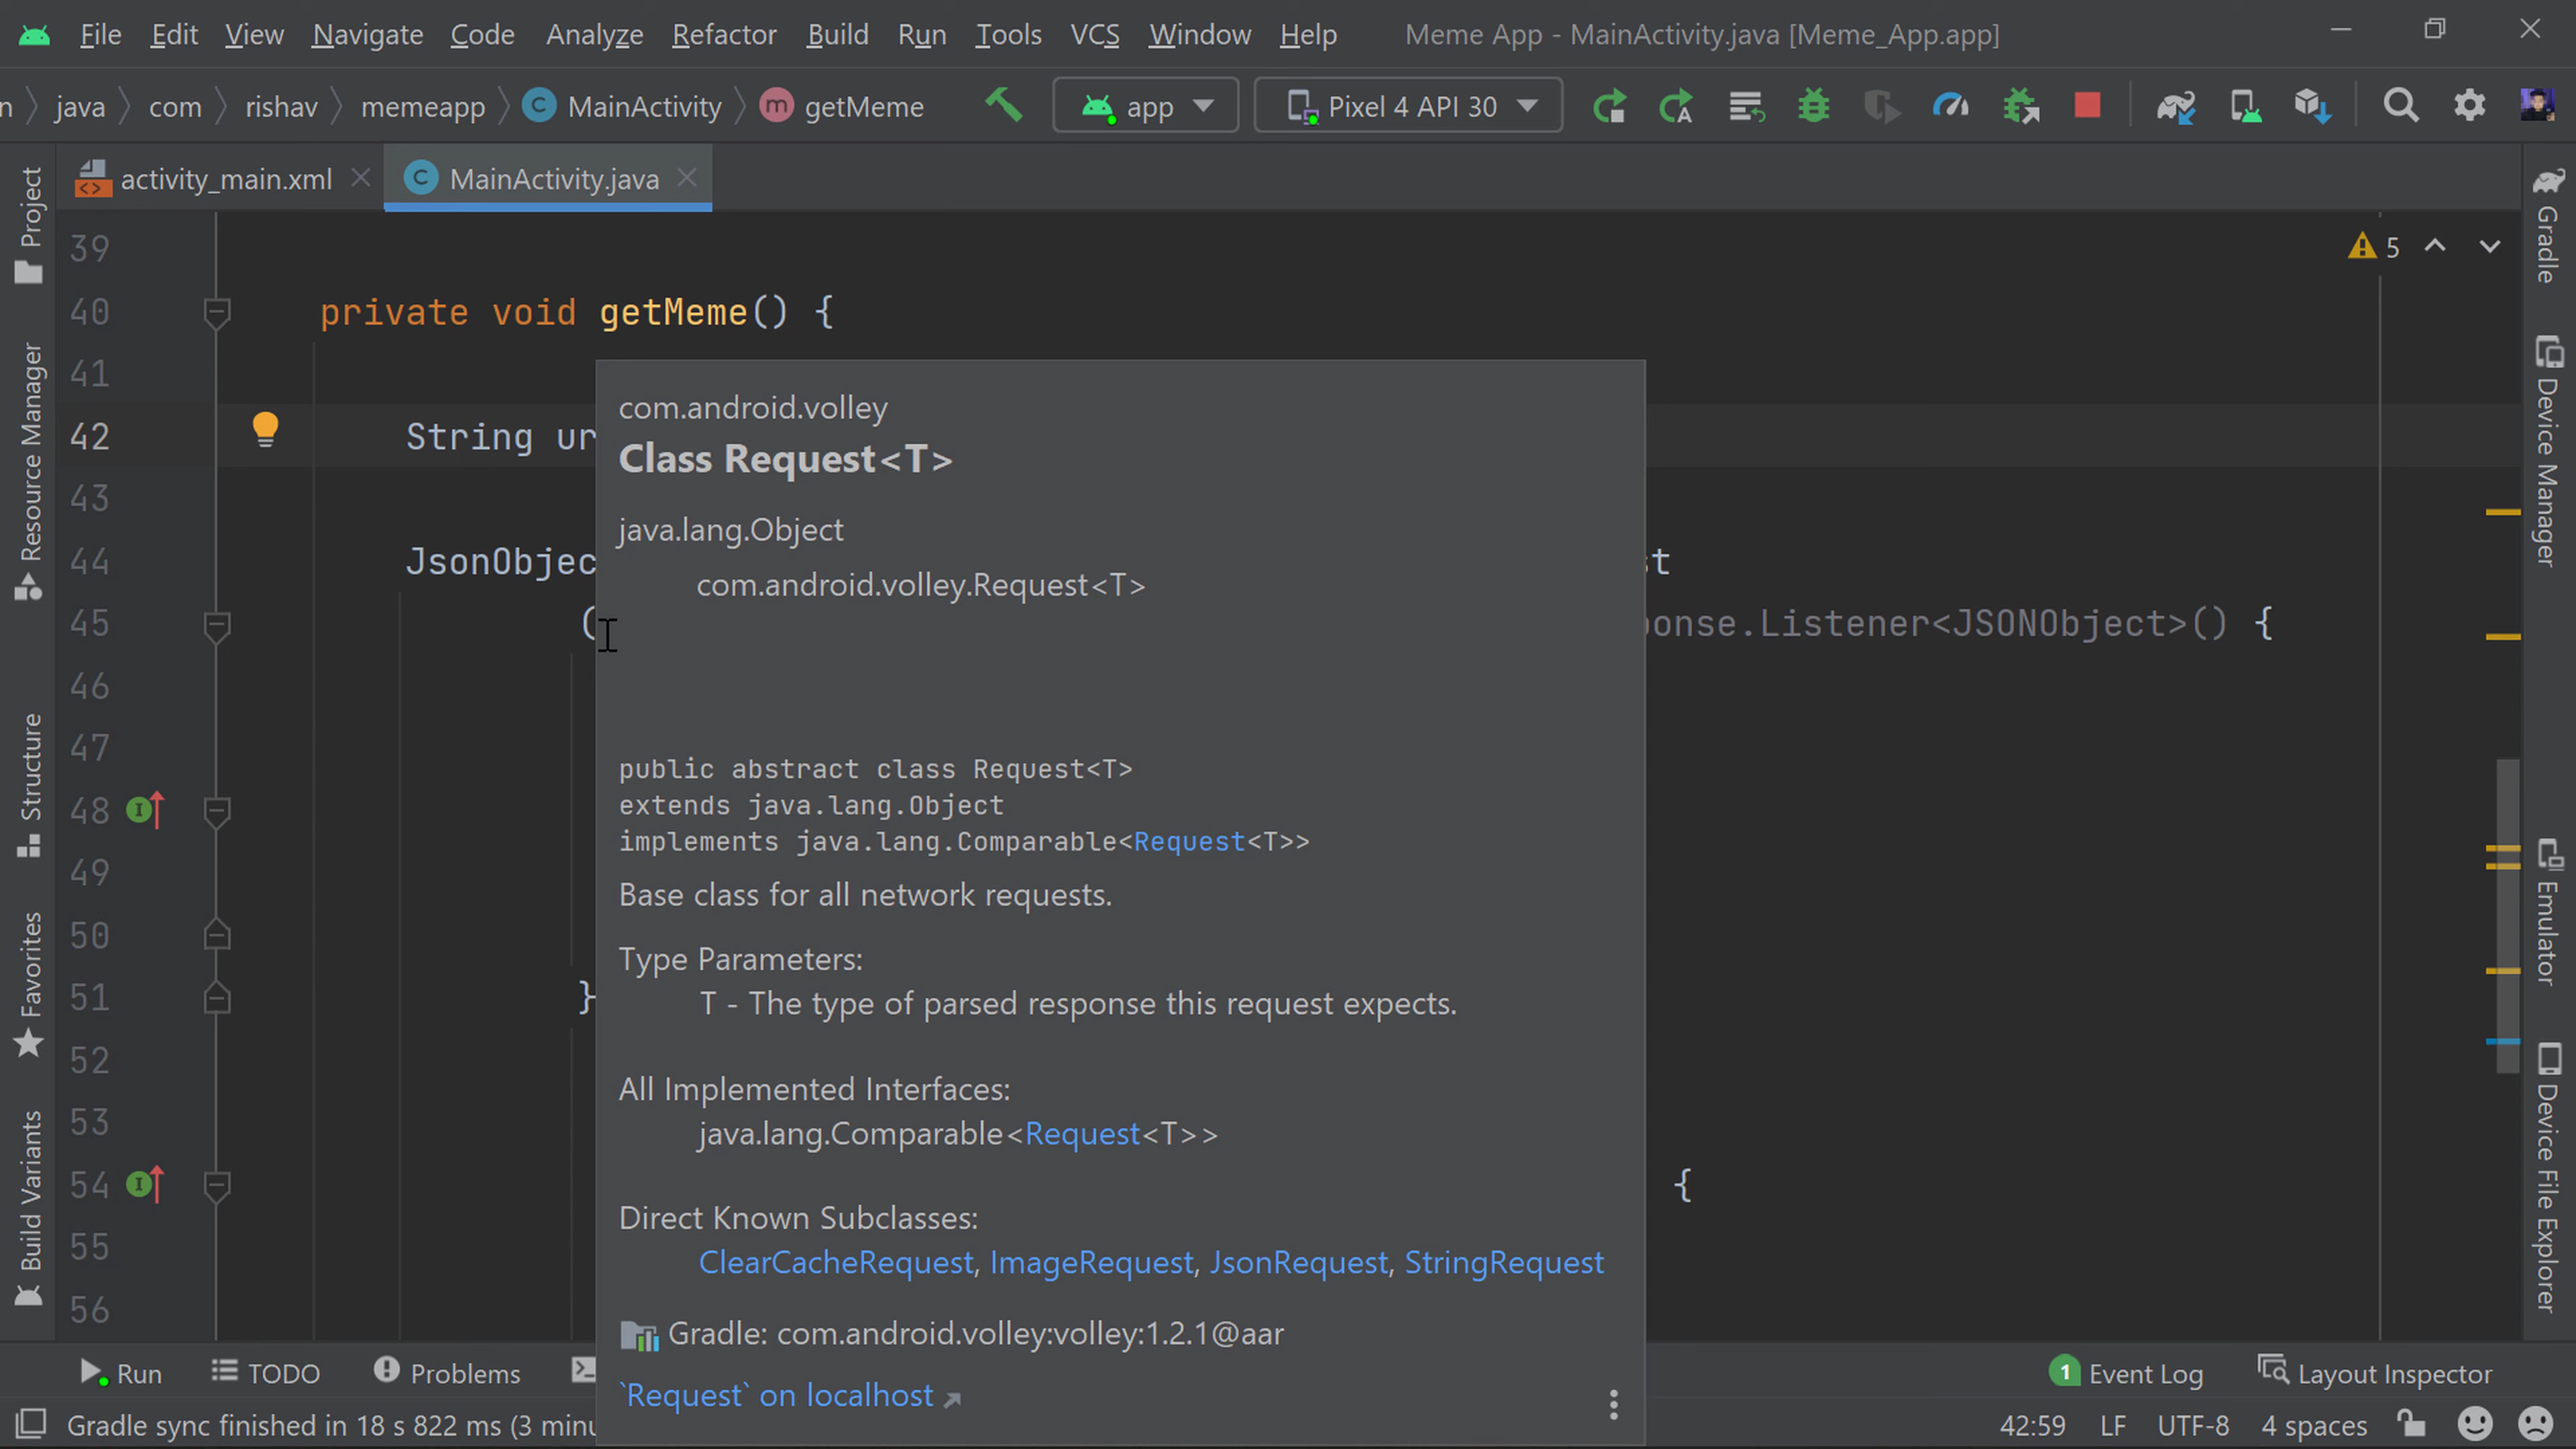 File Edit View Navigate Code Analyze Refactor Build Run Tools VCS Window Help Meme App - MainActivity.java [Meme_App.app]
n java com rishav memeapp C MainActivity m getMeme app Pixel 4 API 30
activity_main.xml C MainActivity.java
Project
Resource Manager
Structure
Favorites
Build Variants
39
40 private void getMeme() {
41
42 String ur
43
44 JsonObjec st
45 ( ponse.Listener<JSONObject>() {
46
47
48
49
50
51 }
52
53
54 {
55
56
5
com.android.volley
Class Request<T>
java.lang.Object
com.android.volley.Request<T>
public abstract class Request<T>
extends java.lang.Object
implements java.lang.Comparable<Request<T>>
Base class for all network requests.
Type Parameters:
T - The type of parsed response this request expects.
All Implemented Interfaces:
java.lang.Comparable<Request<T>>
Direct Known Subclasses:
ClearCacheRequest, ImageRequest, JsonRequest, StringRequest
Gradle: com.android.volley:volley:1.2.1@aar
`Request` on localhost
Gradle
Device Manager
Emulator
Device File Explorer
Run TODO Problems 1 Event Log Layout Inspector
Gradle sync finished in 18 s 822 ms (3 minu 42:59 LF UTF-8 4 spaces